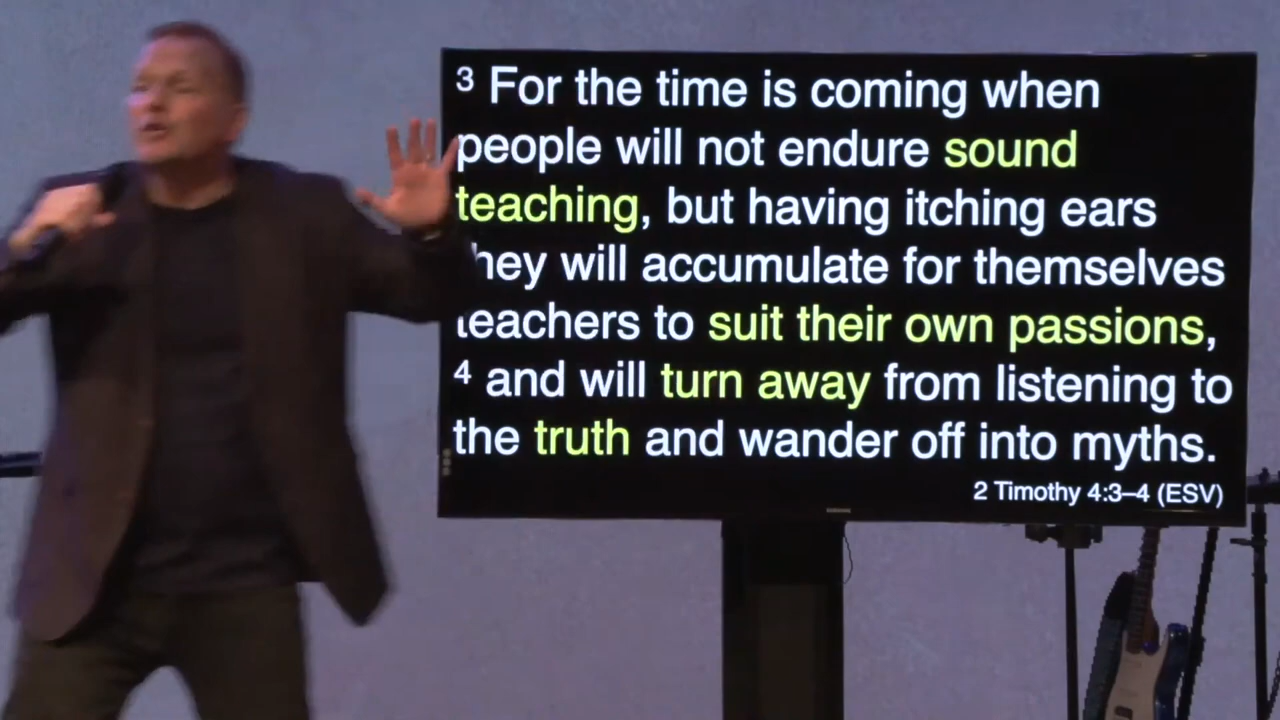 3 For the time is coming when
people will not endure sound
teaching, but having itching ears
they will accumulate for themselves
teachers to suit their own passions,
4 and will turn away from listening to
the truth and wander off into myths.
2 Timothy 4:3–4 (ESV)